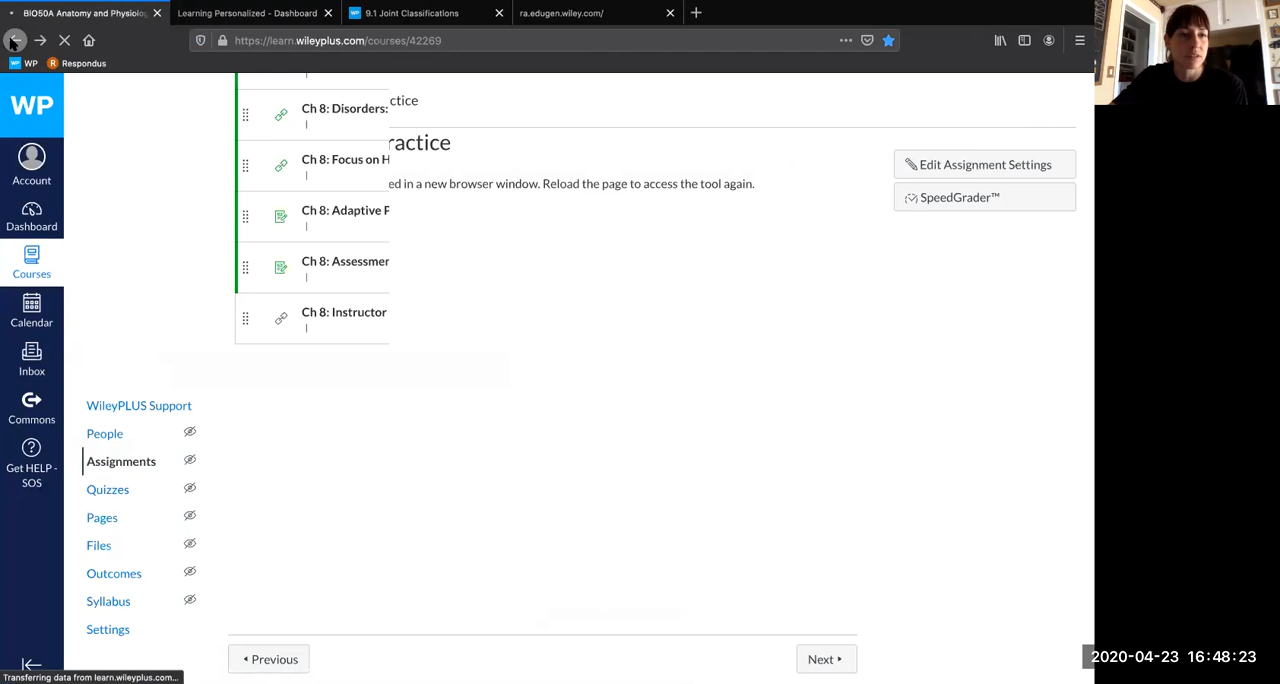 BIO50A Anatomy and Physiolog
Learning Personalized - Dashboard
WP 9.1 Joint Classifications
ra.edugen.wiley.com/
https://learn.wileyplus.com/courses/42269
WP WP
R Respondus
WP
Account
Dashboard
Courses
Calendar
Inbox
Commons
Get HELP -
SOS
WileyPLUS Support
People
Assignments
Quizzes
Pages
Files
Outcomes
Syllabus
Settings
Ch 8: Disorders:
Ch 8: Focus on H
Ch 8: Adaptive P
Ch 8: Assessmen
Ch 8: Instructor
ctice
ractice
ed in a new browser window. Reload the page to access the tool again.
Edit Assignment Settings
SpeedGrader™
Previous
Next
Transferring data from learn.wileyplus.com...
2020-04-23 16:48:23